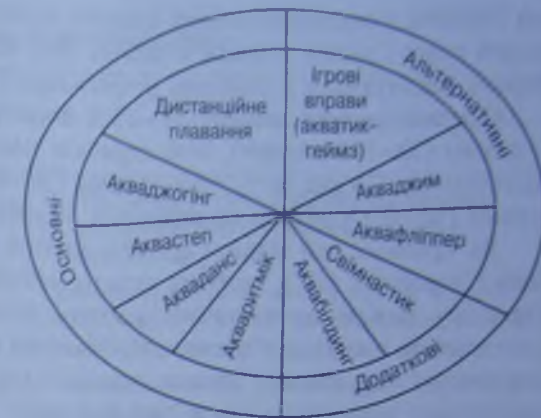 Основні
Альтернативні
Додаткові
Дистанційне
плавання
Ігрові
вправи
(акватик-
геймз)
Акваджогінг
Акваджим
Аквастеп
Аквафліппер
Акваданс
Свімнастик
Акваритмік
Аквабілдинг